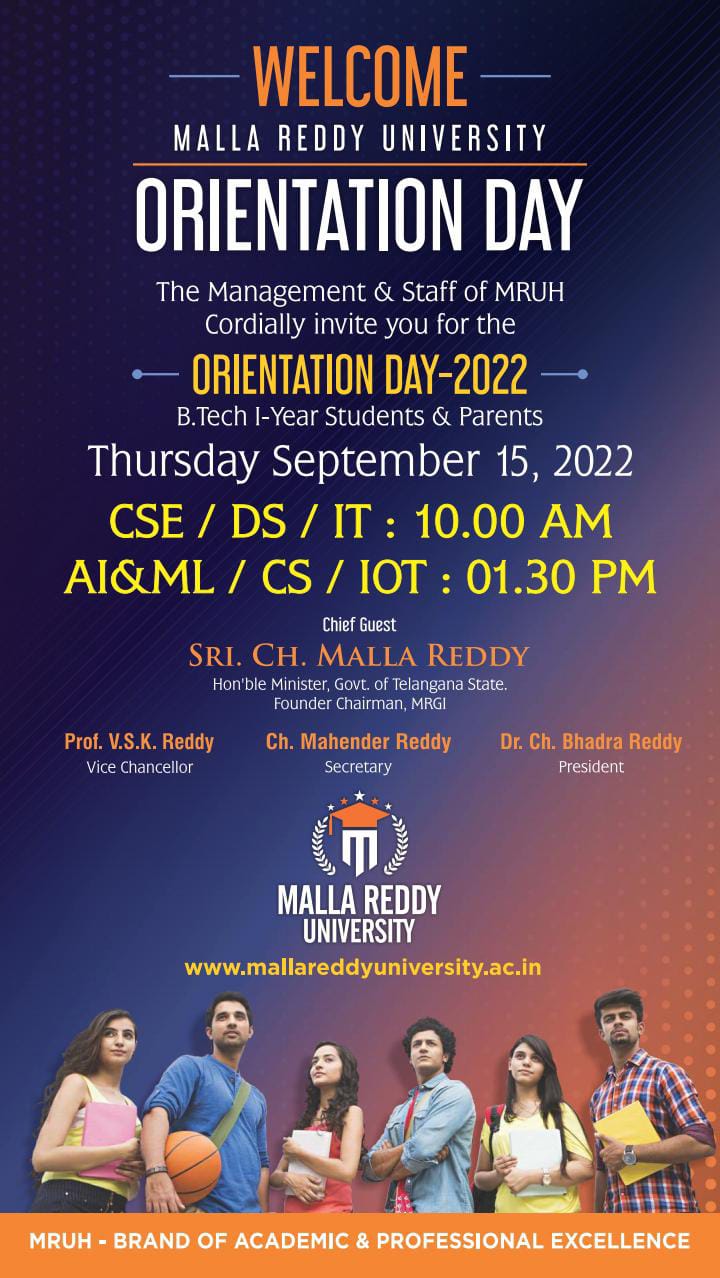 WELCOME
MALLA REDDY UNIVERSITY
ORIENTATION DAY
The Management & Staff of MRUH
Cordially invite you for the
ORIENTATION DAY-2022
B.Tech I-Year Students & Parents
Thursday September 15, 2022
CSE / DS / IT : 10.00 AM
AI&ML / CS / IOT : 01.30 PM
Chief Guest
SRI. CH. MALLA REDDY
Hon'ble Minister, Govt. of Telangana State.
Founder Chairman, MRGI
Prof. V.S.K. Reddy Ch. Mahender Reddy Dr. Ch. Bhadra Reddy
Vice Chancellor Secretary President
MALLA REDDY
UNIVERSITY
www.mallareddyuniversity.ac.in
MRUH - BRAND OF ACADEMIC & PROFESSIONAL EXCELLENCE